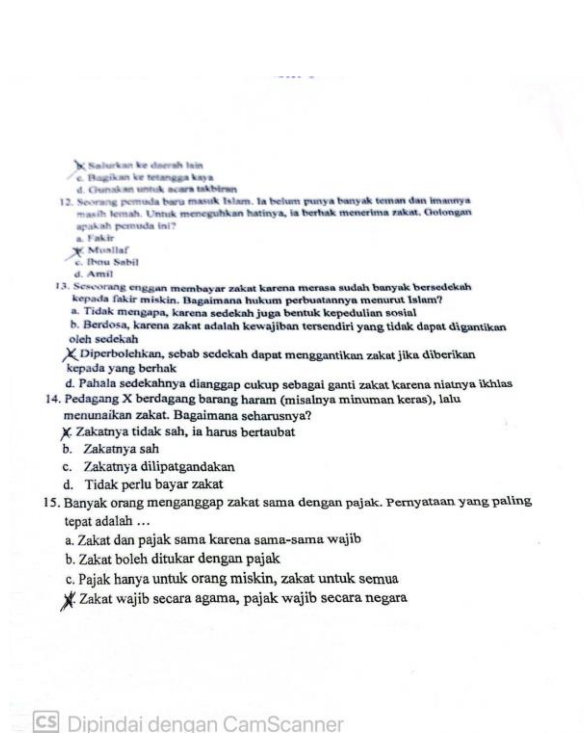 b. Salurkan ke daerah lain
c. Bagikan ke tetangga kaya
d. Gunakan untuk acara takbiran
12. Seorang pemuda baru masuk Islam. Ia belum punya banyak teman dan imannya
masih lemah. Untuk meneguhkan hatinya, ia berhak menerima zakat. Golongan
apakah pemuda ini?
a. Fakir
b. Muallaf
c. Ibnu Sabil
d. Amil
13. Seseorang enggan membayar zakat karena merasa sudah banyak bersedekah
kepada fakir miskin. Bagaimana hukum perbuatannya menurut Islam?
a. Tidak mengapa, karena sedekah juga bentuk kepedulian sosial
b. Berdosa, karena zakat adalah kewajiban tersendiri yang tidak dapat digantikan
oleh sedekah
Diperbolehkan, sebab sedekah dapat menggantikan zakat jika diberikan
kepada yang berhak
d. Pahala sedekahnya dianggap cukup sebagai ganti zakat karena niatnya ikhlas
14. Pedagang X berdagang barang haram (misalnya minuman keras), lalu
menunaikan zakat. Bagaimana seharusnya?
Zakatnya tidak sah, ia harus bertaubat
b. Zakatnya sah
c. Zakatnya dilipatgandakan
d. Tidak perlu bayar zakat
15. Banyak orang menganggap zakat sama dengan pajak. Pernyataan yang paling
tepat adalah ...
a. Zakat dan pajak sama karena sama-sama wajib
b. Zakat boleh ditukar dengan pajak
c. Pajak hanya untuk orang miskin, zakat untuk semua
Zakat wajib secara agama, pajak wajib secara negara
CS Dipindai dengan CamScanner